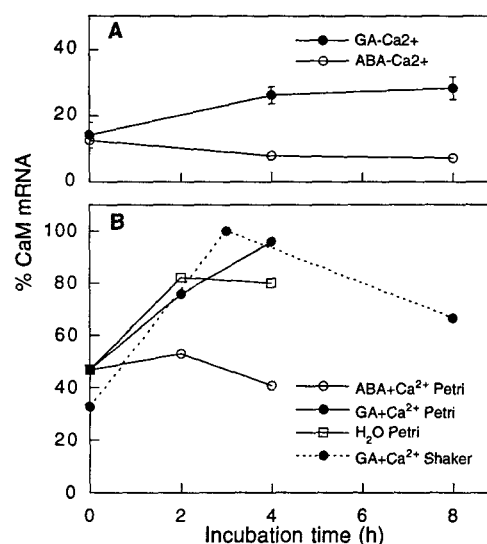 A
GA-Ca2+
ABA-Ca2+
40
20
0
% CaM mRNA
B
100
80
60
40
20
0
ABA+Ca²⁺ Petri
GA+Ca²⁺ Petri
H₂O Petri
GA+Ca²⁺ Shaker
0 2 4 6 8
Incubation time (h)